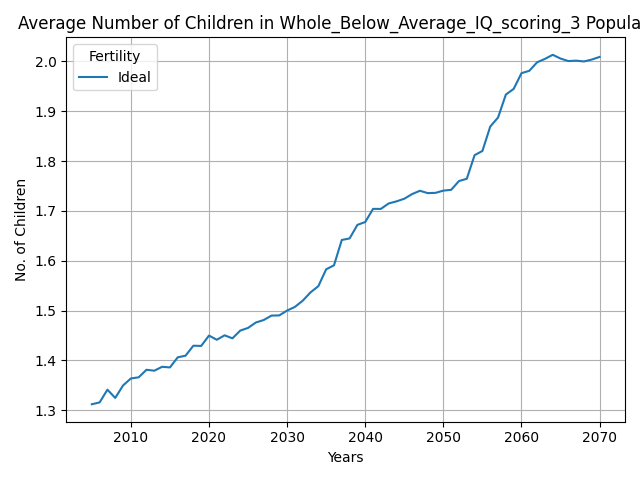 Average Number of Children in Whole_Below_Average_IQ_scoring_3 Popula
Fertility
Ideal
2.0
1.9
1.8
1.7
1.6
1.5
1.4
1.3
No. of Children
2010 2020 2030 2040 2050 2060 2070
Years